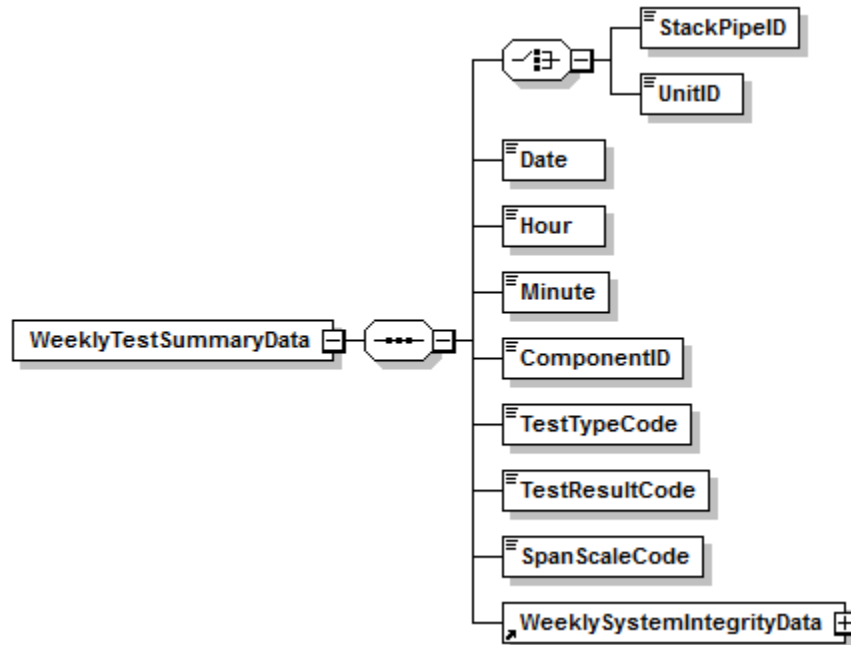 StackPipeID
UnitID
Date
Hour
Minute
WeeklyTestSummaryData
ComponentID
TestTypeCode
TestResultCode
SpanScaleCode
WeeklySystemIntegrityData